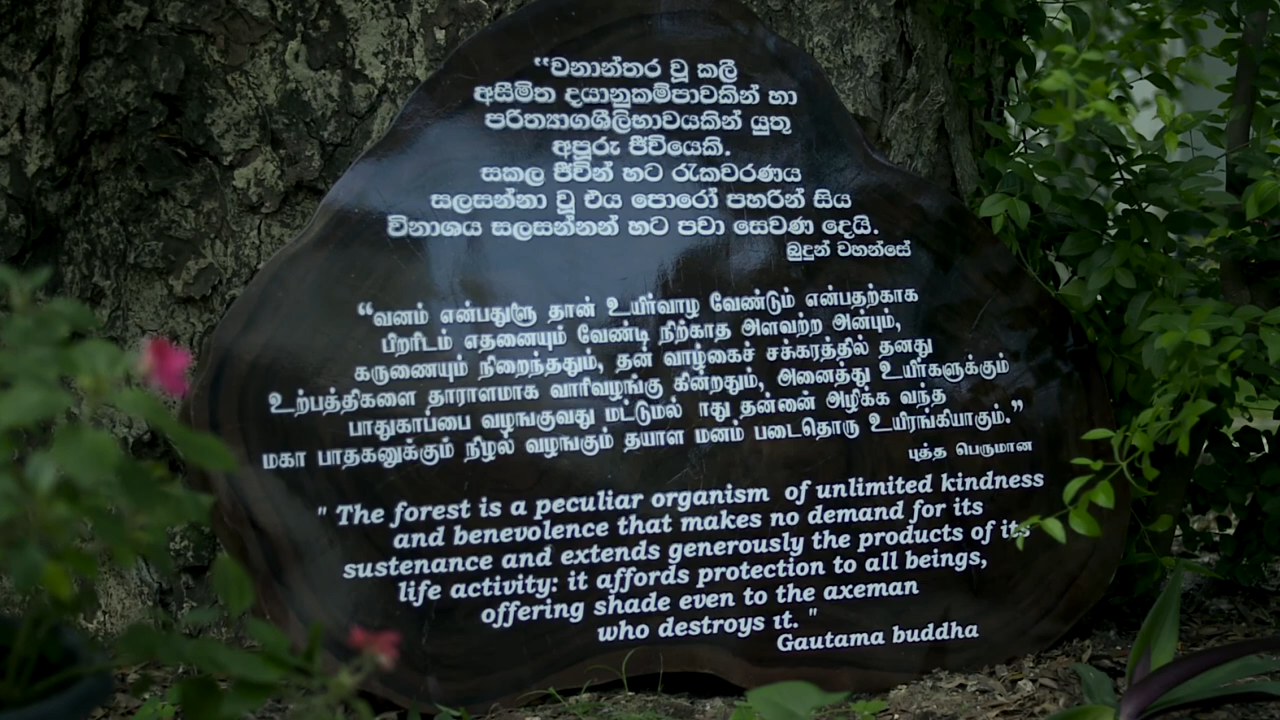 “වනාන්තර වූ කලී
අසීමිත දයානුකම්පාවකින් හා
පරිත්‍යාගශීලීභාවයකින් යුතු
අපූරු ජීවියෙකි.
සකල ජීවීන් හට රැකවරණය
සලසන්නා වූ එය පොරෝ පහරින් සිය
විනාශය සලසන්නන් හට පවා සෙවණ දෙයි.
බුදුන් වහන්සේ
“வனம் என்பதுளு தான் உயிர்வாழ வேண்டும் என்பதற்காக
பிறரிடம் எதனையும் வேண்டி நிற்காத அளவற்ற அன்பும்,
கருணையும் நிறைந்ததும், தன் வாழ்கைச் சக்கரத்தில் தனது
உற்பத்திகளை தாராளமாக வாரிவழங்கு கின்றதும், அனைத்து உயிர்களுக்கும்
பாதுகாப்பை வழங்குவது மட்டுமல் ாது தன்னை அழிக்க வந்த
மகா பாதகனுக்கும் நிழல் வழங்கும் தயாள மனம் படைதொரு உயிரங்கியாகும்.”
புத்த பெருமான
" The forest is a peculiar organism of unlimited kindness
and benevolence that makes no demand for its
sustenance and extends generously the products of its
life activity: it affords protection to all beings,
offering shade even to the axeman
who destroys it. "
Gautama buddha